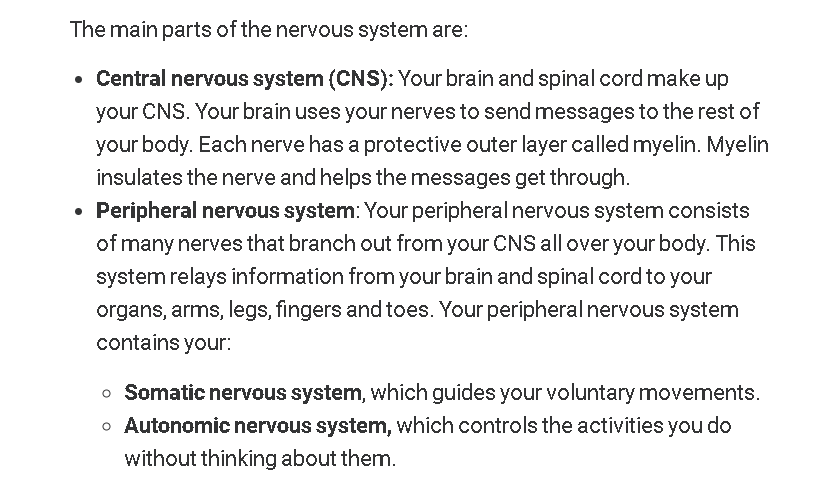 The main parts of the nervous system are:
• Central nervous system (CNS): Your brain and spinal cord make up
your CNS. Your brain uses your nerves to send messages to the rest of
your body. Each nerve has a protective outer layer called myelin. Myelin
insulates the nerve and helps the messages get through.
• Peripheral nervous system: Your peripheral nervous system consists
of many nerves that branch out from your CNS all over your body. This
system relays information from your brain and spinal cord to your
organs, arms, legs, fingers and toes. Your peripheral nervous system
contains your:
◦ Somatic nervous system, which guides your voluntary movements.
◦ Autonomic nervous system, which controls the activities you do
without thinking about them.